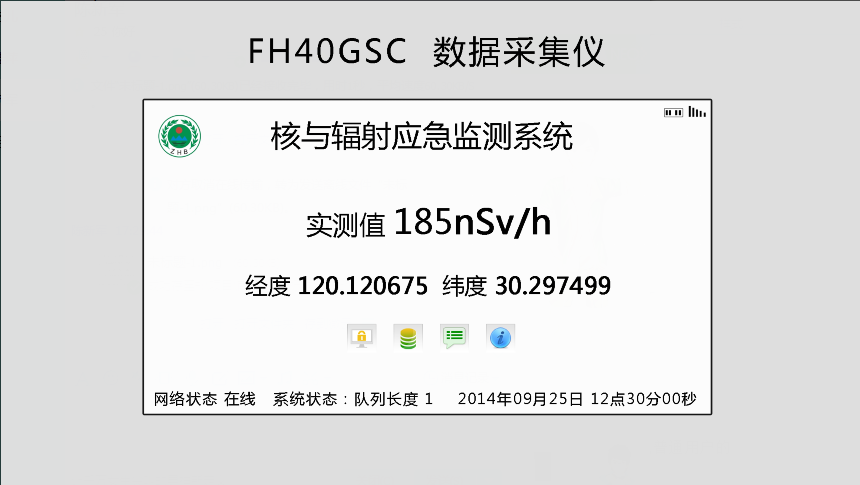 FH40GSC 数据采集仪
ZHB
核与辐射应急监测系统
实测值 185nSv/h
经度 120.120675 纬度 30.297499
网络状态 在线 系统状态：队列长度 1 2014年09月25日 12点30分00秒